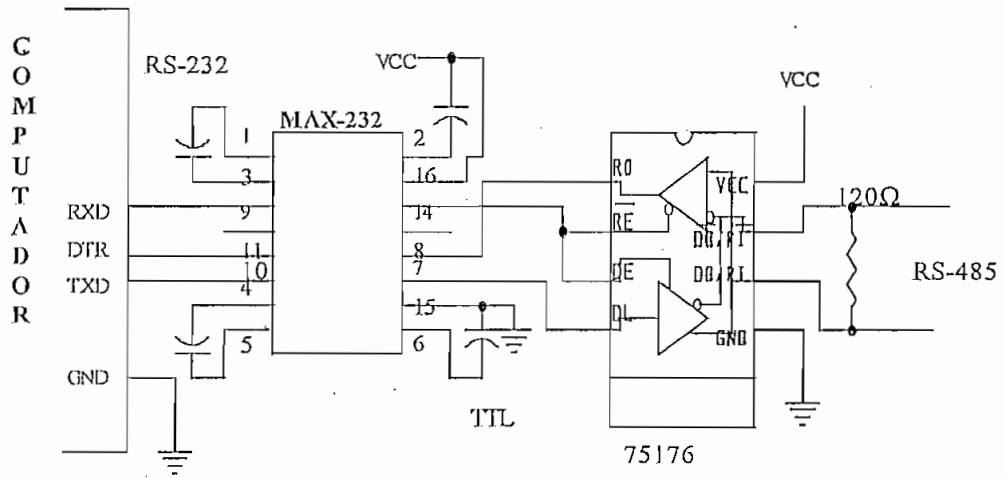 COMPUTADOR
RS-232
RXD
DTR
TXD
GND
MAX-232
1
3
9
11
10
4
5
2
16
14
8
7
15
6
VCC
TTL
RO
RE
DE
VCC
GND
75176
VCC
120Ω
RS-485